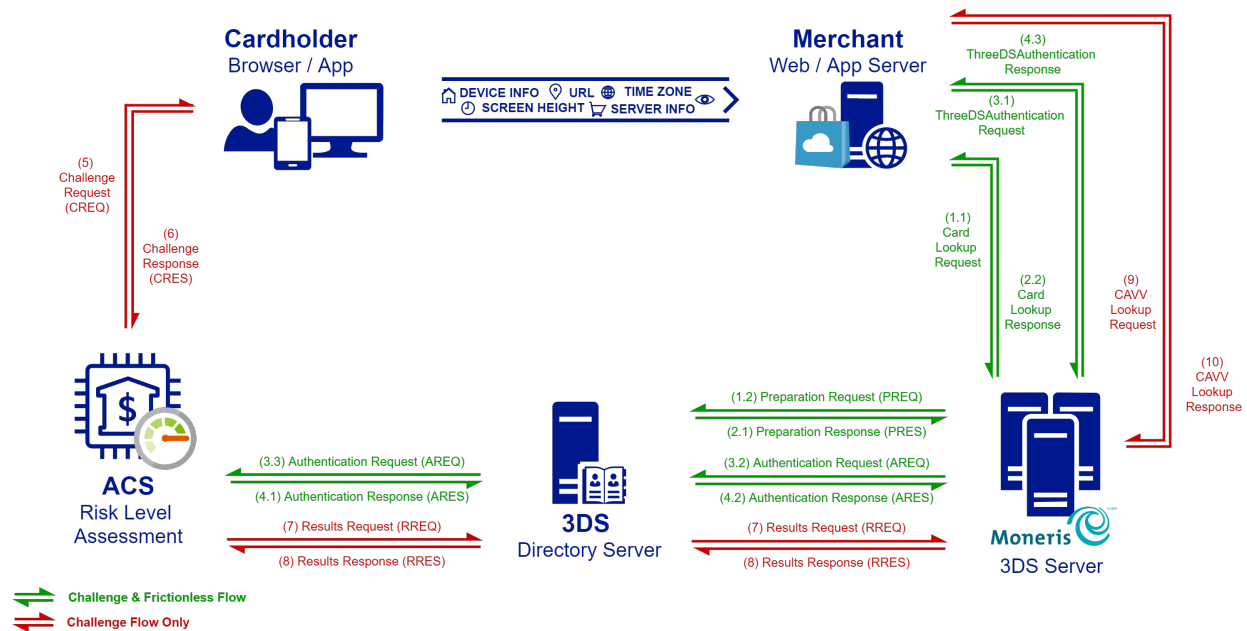 Cardholder
Browser / App
DEVICE INFO
URL
TIME ZONE
SCREEN HEIGHT
SERVER INFO
Merchant
Web / App Server
(4.3)
ThreeDSAuthentication
Response
(3.1)
ThreeDSAuthentication
Request
(5)
Challenge
Request
(CREQ)
(6)
Challenge
Response
(CRES)
(1.1)
Card
Lookup
Request
(2.2)
Card
Lookup
Response
(9)
CAVV
Lookup
Request
(10)
CAVV
Lookup
Response
$
ACS
Risk Level
Assessment
(3.3) Authentication Request (AREQ)
(4.1) Authentication Response (ARES)
(7) Results Request (RREQ)
(8) Results Response (RRES)
3DS
Directory Server
(1.2) Preparation Request (PREQ)
(2.1) Preparation Response (PRES)
(3.2) Authentication Request (AREQ)
(4.2) Authentication Response (ARES)
(7) Results Request (RREQ)
(8) Results Response (RRES)
Moneris
3DS Server
Challenge & Frictionless Flow
Challenge Flow Only